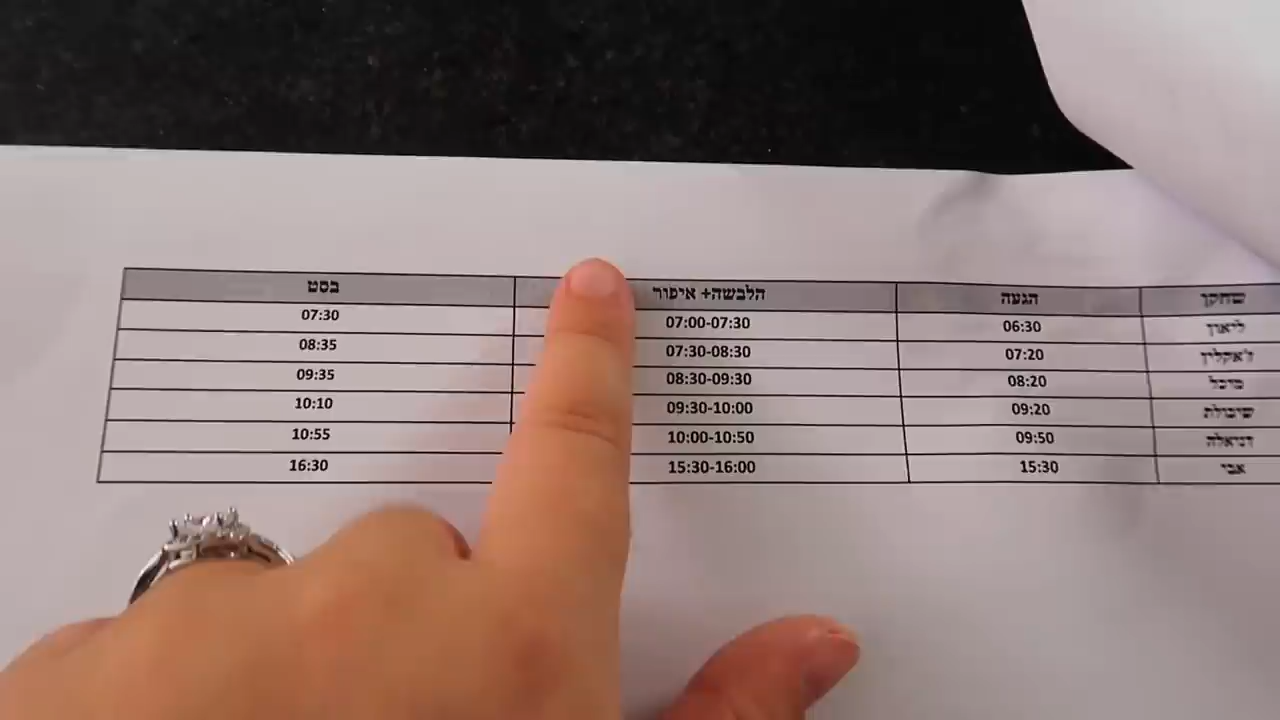 שחקן הגעה הלבשה+ איפור בסט
ליאון 06:30 07:00-07:30 07:30
ז'אקלין 07:20 07:30-08:30 08:35
מיכל 08:20 08:30-09:30 09:35
שיבולת 09:20 09:30-10:00 10:10
דניאלה 09:50 10:00-10:50 10:55
אבי 15:30 15:30-16:00 16:30